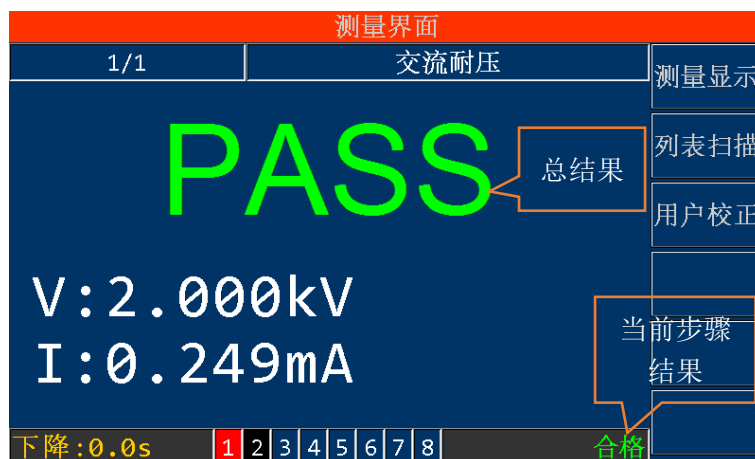 测量界面
1/1
交流耐压
测量显示
列表扫描
用户校正
PASS
总结果
V:2.000kV
I:0.249mA
当前步骤
结果
下降:0.0s
1 2 3 4 5 6 7 8
合格